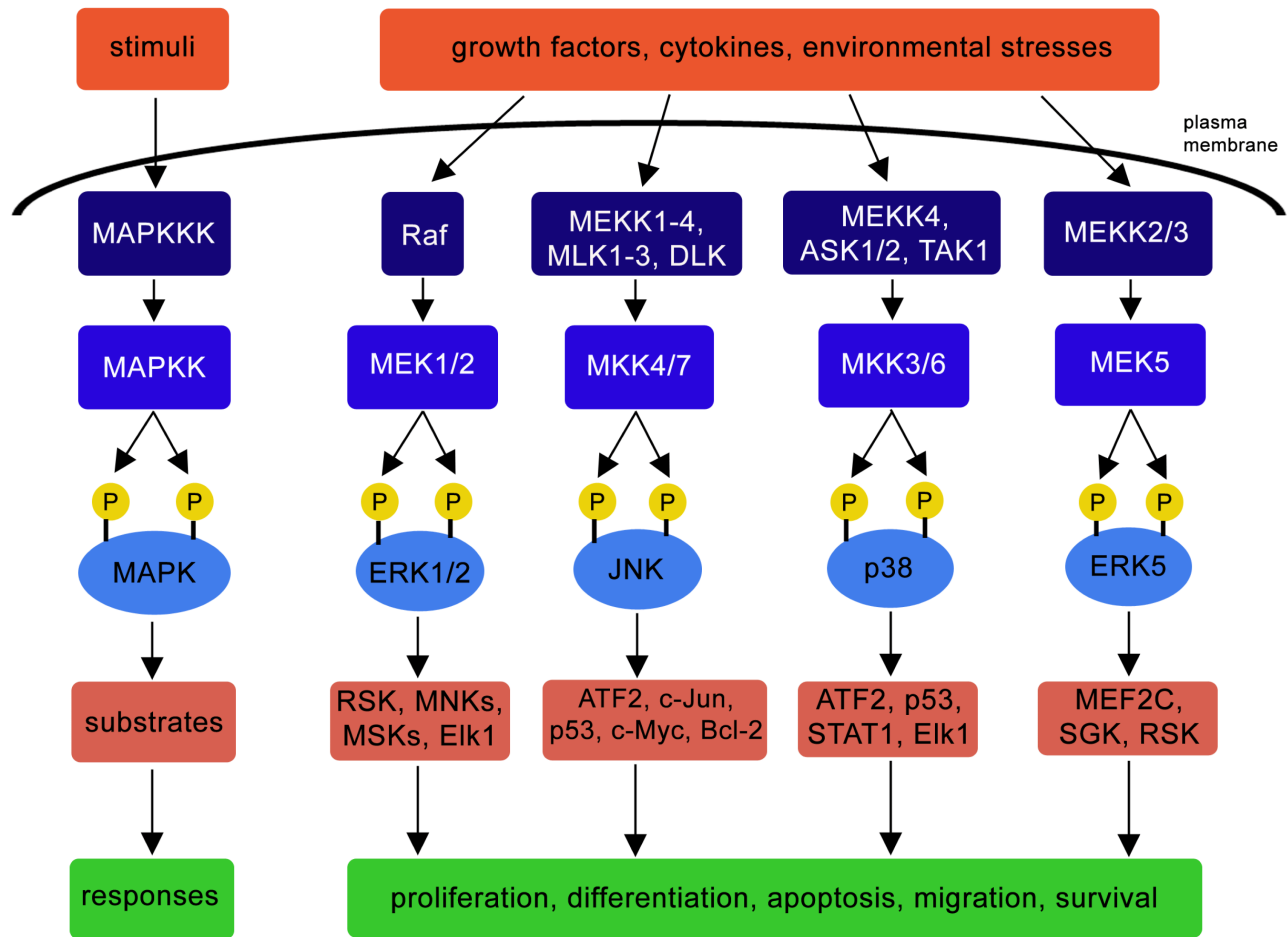 stimuli
growth factors, cytokines, environmental stresses
plasma
membrane
MAPKKK
Raf
MEKK1-4,
MLK1-3, DLK
MEKK4,
ASK1/2, TAK1
MEKK2/3
MAPKK
MEK1/2
MKK4/7
MKK3/6
MEK5
P
P
P
P
P
P
P
P
P
P
MAPK
ERK1/2
JNK
p38
ERK5
substrates
RSK, MNKs,
MSKs, Elk1
ATF2, c-Jun,
p53, c-Myc, Bcl-2
ATF2, p53,
STAT1, Elk1
MEF2C,
SGK, RSK
responses
proliferation, differentiation, apoptosis, migration, survival